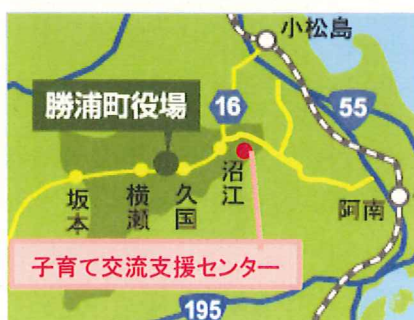 小松島
勝浦町役場
16
55
沼江
久国
横瀬
坂本
阿南
子育て交流支援センター
195